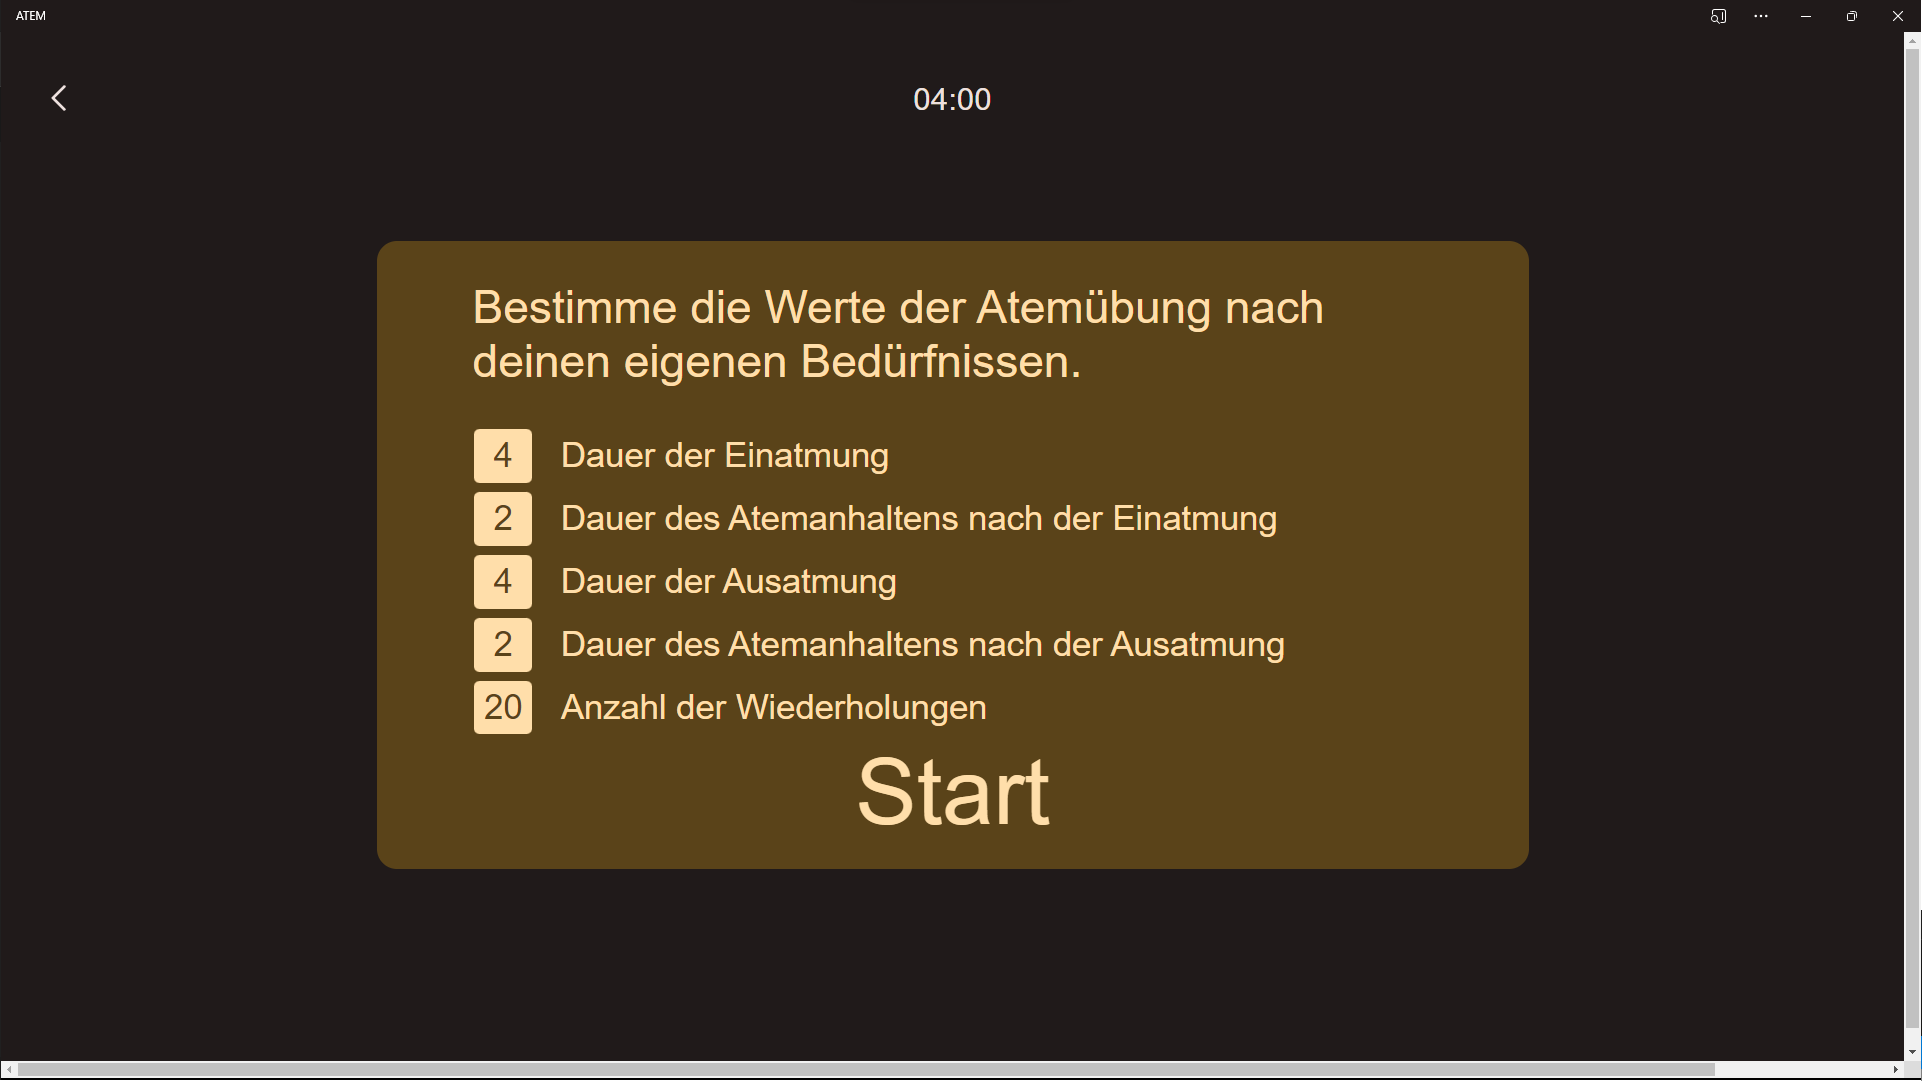 ATEM
04:00
Bestimme die Werte der Atemübung nach
deinen eigenen Bedürfnissen.
4 Dauer der Einatmung
2 Dauer des Atemanhaltens nach der Einatmung
4 Dauer der Ausatmung
2 Dauer des Atemanhaltens nach der Ausatmung
20 Anzahl der Wiederholungen
Start